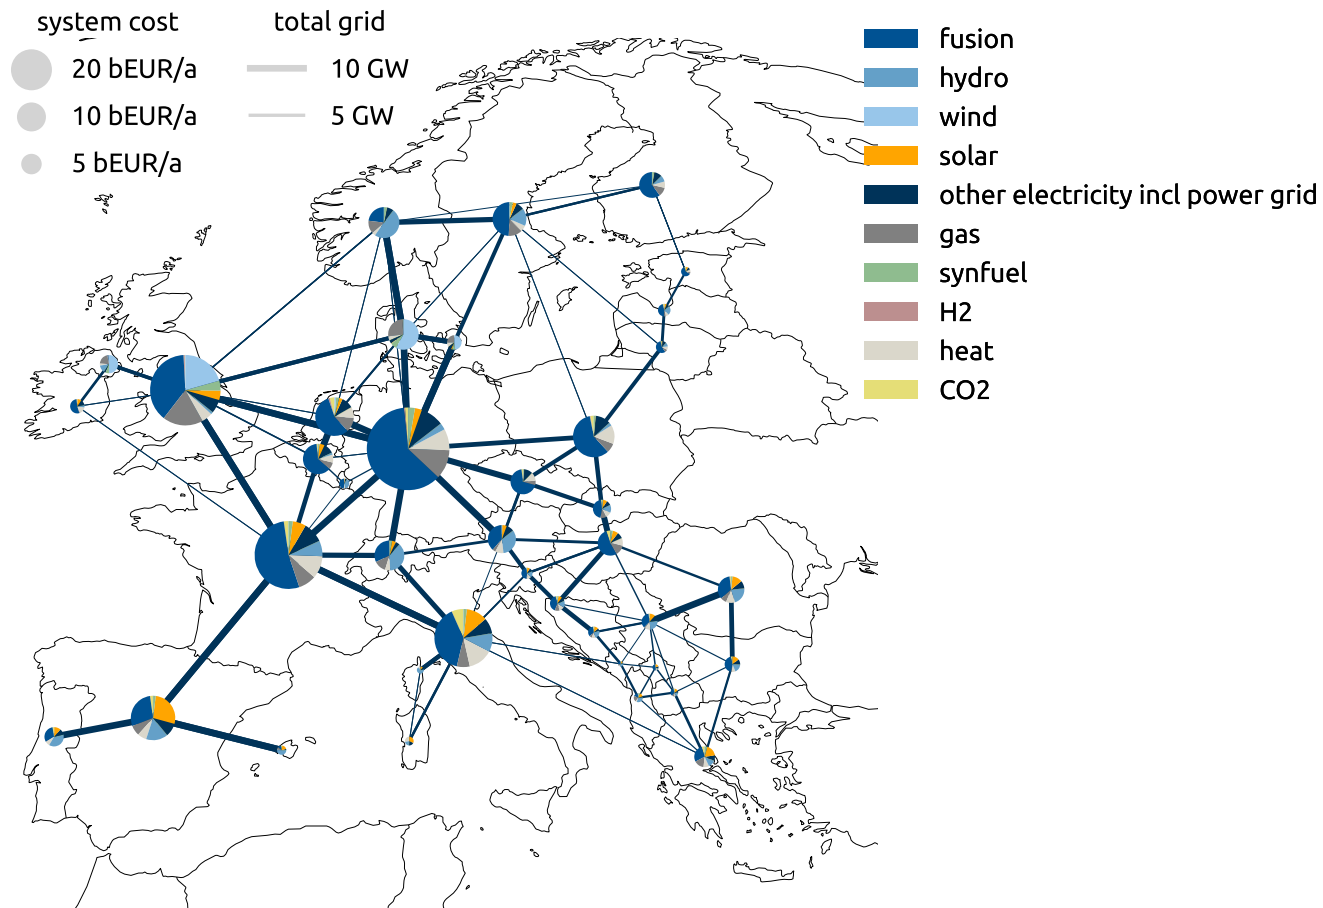 system cost
20 bEUR/a
10 bEUR/a
5 bEUR/a
total grid
10 GW
5 GW
fusion
hydro
wind
solar
other electricity incl power grid
gas
synfuel
H2
heat
CO2